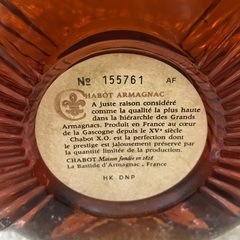 No 155761 AF
CHABOT ARMAGNAC
A juste raison considéré
comme la qualité la plus haute
dans la hiérarchie des Grands
Armagnacs. Produit en France au cœur
de la Gascogne depuis le XVe siècle
Chabot X.O. est la perfection dont
le prestige est jalousement préservé par
la quantité limitée de la production.
CHABOT Maison fondée en 1828
La Bastide d'Armagnac, France
HK DNP